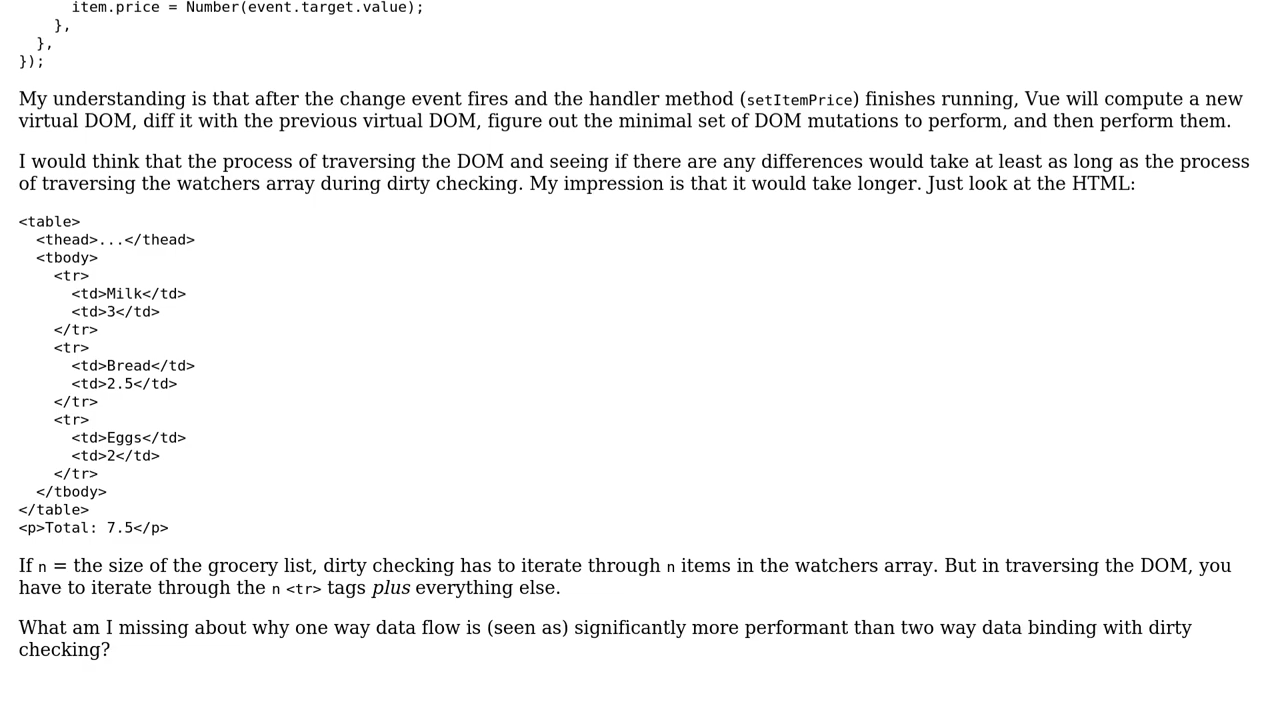 item.price = Number(event.target.value);
    },
  },
});
My understanding is that after the change event fires and the handler method (setItemPrice) finishes running, Vue will compute a new
virtual DOM, diff it with the previous virtual DOM, figure out the minimal set of DOM mutations to perform, and then perform them.
I would think that the process of traversing the DOM and seeing if there are any differences would take at least as long as the process
of traversing the watchers array during dirty checking. My impression is that it would take longer. Just look at the HTML:
<table>
  <thead>...</thead>
  <tbody>
    <tr>
      <td>Milk</td>
      <td>3</td>
    </tr>
    <tr>
      <td>Bread</td>
      <td>2.5</td>
    </tr>
    <tr>
      <td>Eggs</td>
      <td>2</td>
    </tr>
  </tbody>
</table>
<p>Total: 7.5</p>
If n = the size of the grocery list, dirty checking has to iterate through n items in the watchers array. But in traversing the DOM, you
have to iterate through the n <tr> tags plus everything else.
What am I missing about why one way data flow is (seen as) significantly more performant than two way data binding with dirty
checking?